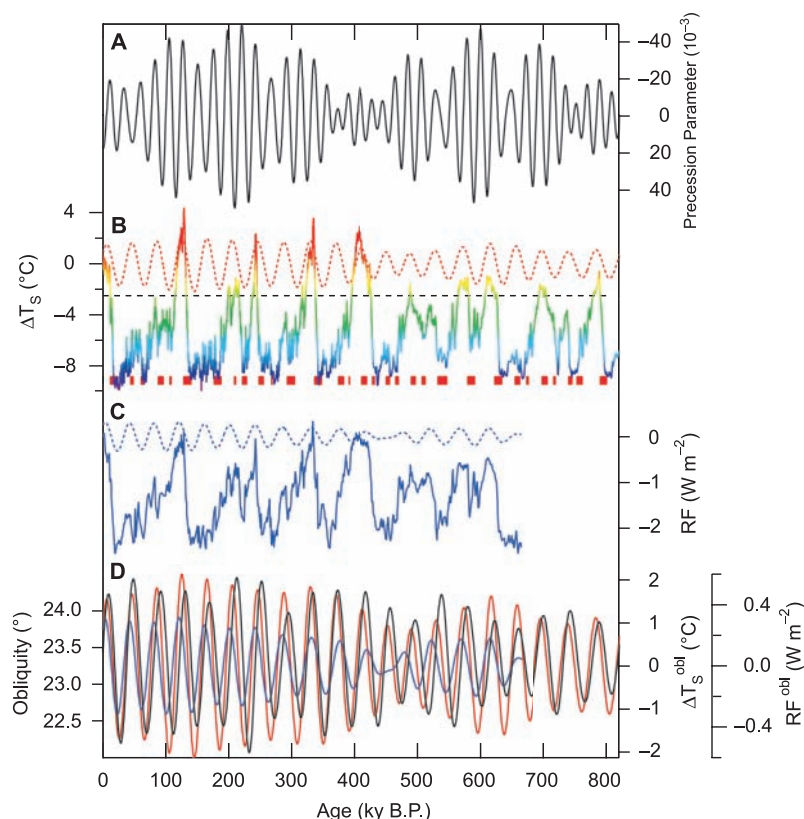 A
−40
−20
0
20
40
Precession Parameter (10⁻³)
B
4
0
−4
−8
ΔT_S (°C)
C
0
−1
−2
RF (W m⁻²)
D
24.0
23.5
23.0
22.5
Obliquity (°)
2
1
0
−1
−2
ΔT_S^obl (°C)
0.4
0.0
−0.4
RF^obl (W m⁻²)
0 100 200 300 400 500 600 700 800
Age (ky B.P.)